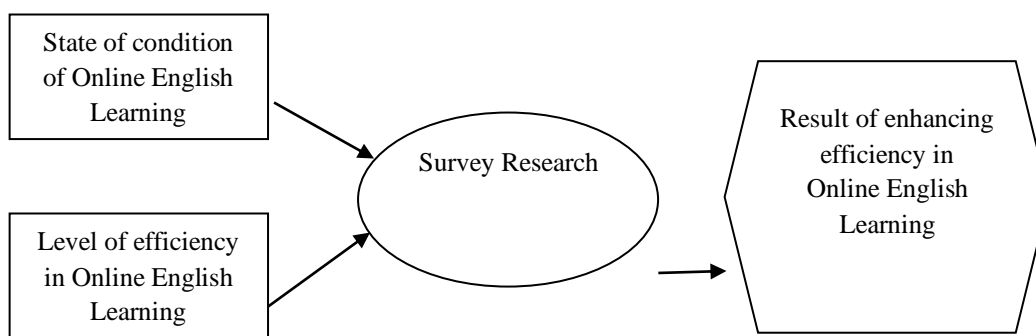 State of condition
of Online English
Learning
Level of efficiency
in Online English
Learning
Survey Research
Result of enhancing
efficiency in
Online English
Learning